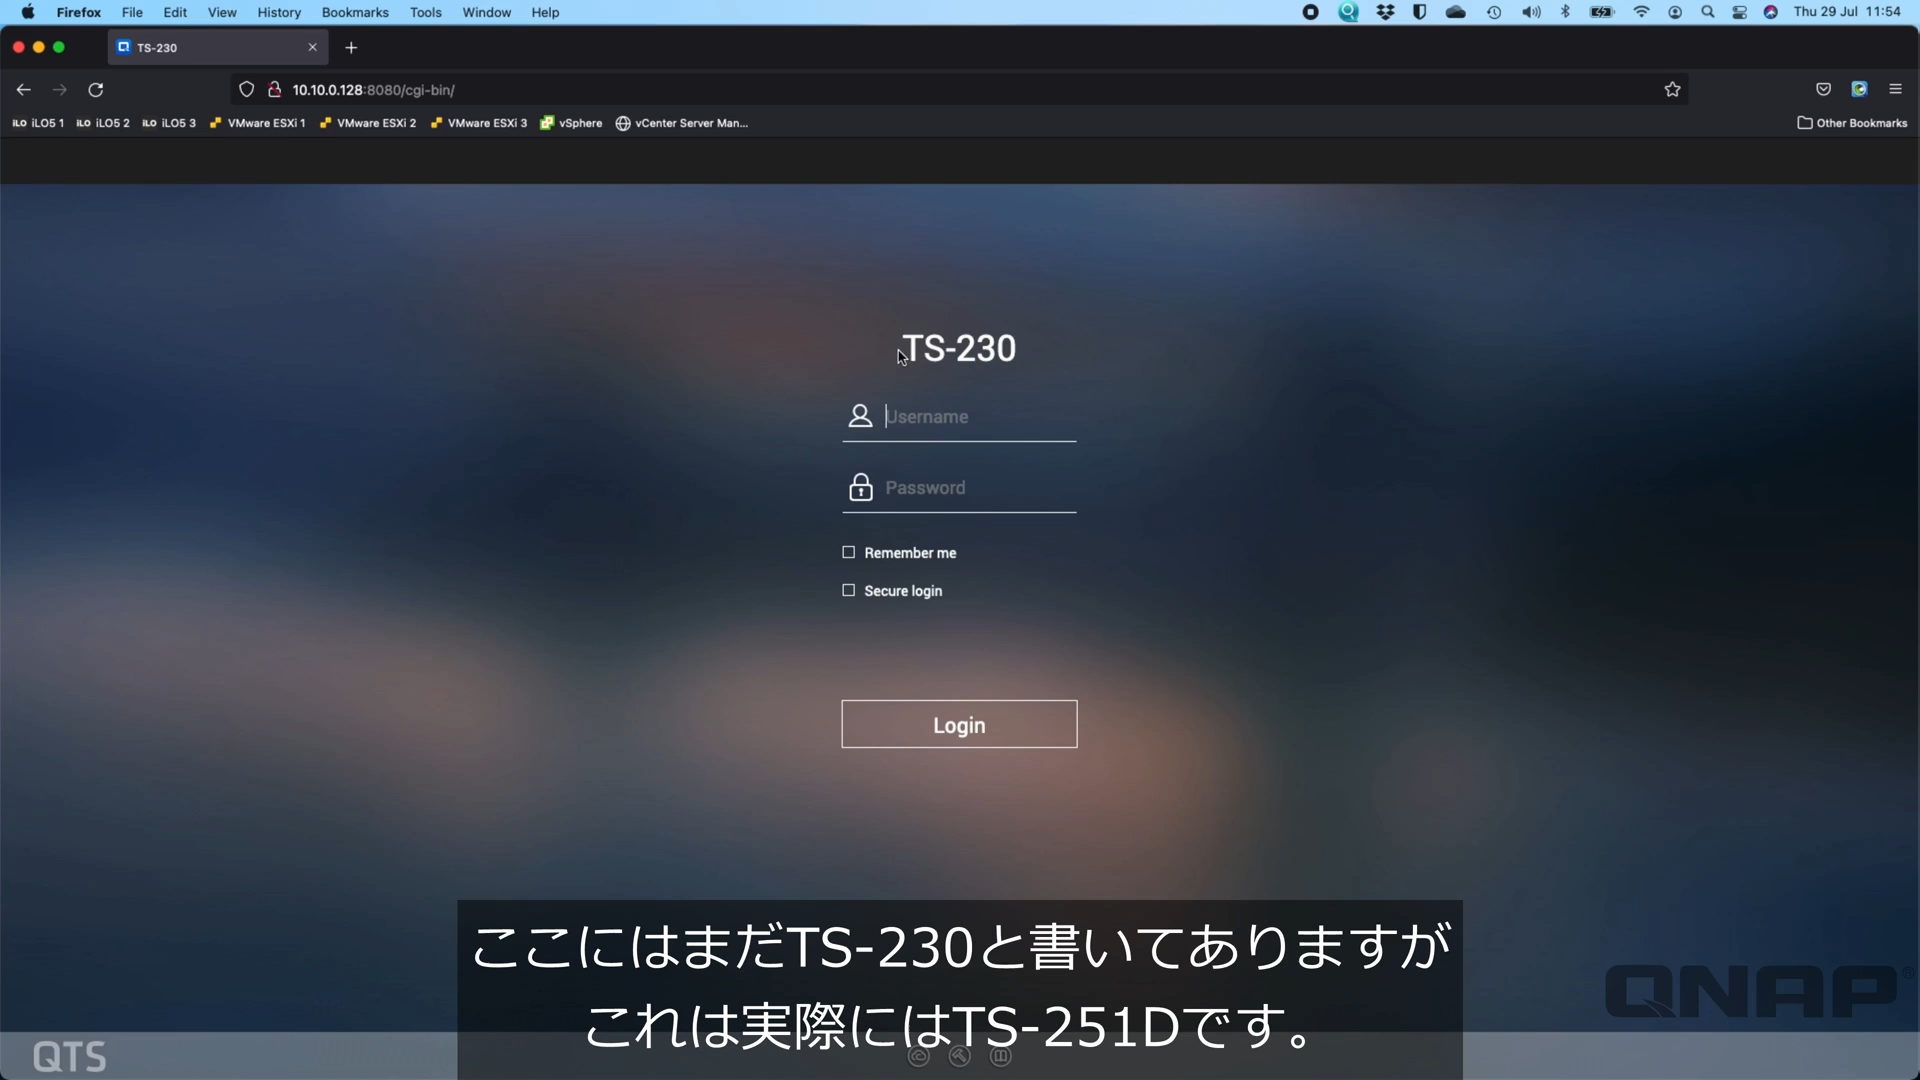 Firefox File Edit View History Bookmarks Tools Window Help Thu 29 Jul 11:54
TS-230
10.10.0.128:8080/cgi-bin/
iLO iLO5 1 iLO iLO5 2 iLO iLO5 3 VMware ESXi 1 VMware ESXi 2 VMware ESXi 3 vSphere vCenter Server Man... Other Bookmarks
TS-230
Username
Password
Remember me
Secure login
Login
ここにはまだTS-230と書いてありますが
これは実際にはTS-251Dです。
QNAP®
QTS